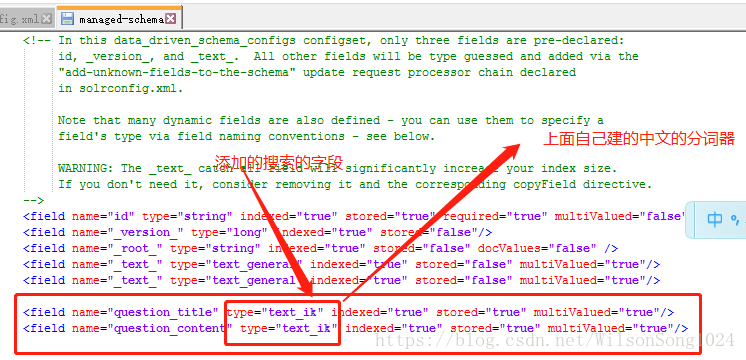 fig.xml
managed-schema
<!-- In this data_driven_schema_configs configset, only three fields are pre-declared:
id, _version_, and _text_. All other fields will be type guessed and added via the
"add-unknown-fields-to-the-schema" update request processor chain declared
in solrconfig.xml.
Note that many dynamic fields are also defined - you can use them to specify a
field's type via field naming conventions - see below.
上面自己建的中文的分词器
添加的搜索的字段
WARNING: The _text_ catch-all field will significantly increase your index size.
If you don't need it, consider removing it and the corresponding copyField directive.
-->
<field name="id" type="string" indexed="true" stored="true" required="true" multiValued="false"
<field name="_version_" type="long" indexed="true" stored="false"/>
<field name="_root_" type="string" indexed="true" stored="false" docValues="false" />
<field name="_text_" type="text_general" indexed="true" stored="false" multiValued="true"/>
<field name="_text_" type="text_general" indexed="true" stored="false" multiValued="true"/>
中
<field name="question_title" type="text_ik" indexed="true" stored="true" multiValued="true"/>
<field name="question_content" type="text_ik" indexed="true" stored="true" multiValued="true"/>
https://blog.csdn.net/WilsonSong1024